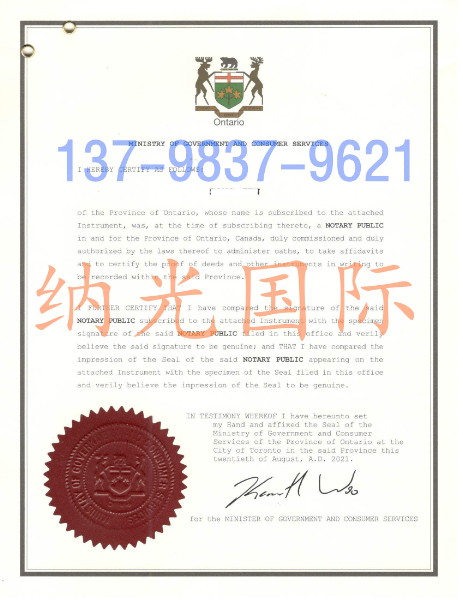 Ontario
MINISTRY OF GOVERNMENT AND CONSUMER SERVICES
137-9837-9621
I HEREBY CERTIFY AS FOLLOWS:
of the Province of Ontario, whose name is subscribed to the attached
Instrument, was, at the time of subscribing thereto, a NOTARY PUBLIC
in and for the Province of Ontario, Canada, duly commissioned and duly
authorized by the laws thereof to administer oaths, to take affidavits
and to certify the proof of deeds and other instruments in writing to
be recorded within the said Province.
纳光国际
I FURTHER CERTIFY THAT I have compared the signature of the said
NOTARY PUBLIC subscribed to the attached Instrument with the specimen
signature of the said NOTARY PUBLIC filed in this office and verily
believe the said signature to be genuine; and THAT I have compared the
impression of the Seal of the said NOTARY PUBLIC appearing on the
attached Instrument with the specimen of the Seal filed in this office
and verily believe the impression of the Seal to be genuine.
IN TESTIMONY WHEREOF I have hereunto set
my Hand and affixed the Seal of the
Ministry of Government and Consumer
Services of the Province of Ontario at the
City of Toronto in the said Province this
twentieth of August, A.D. 2021.
for the MINISTER OF GOVERNMENT AND CONSUMER SERVICES